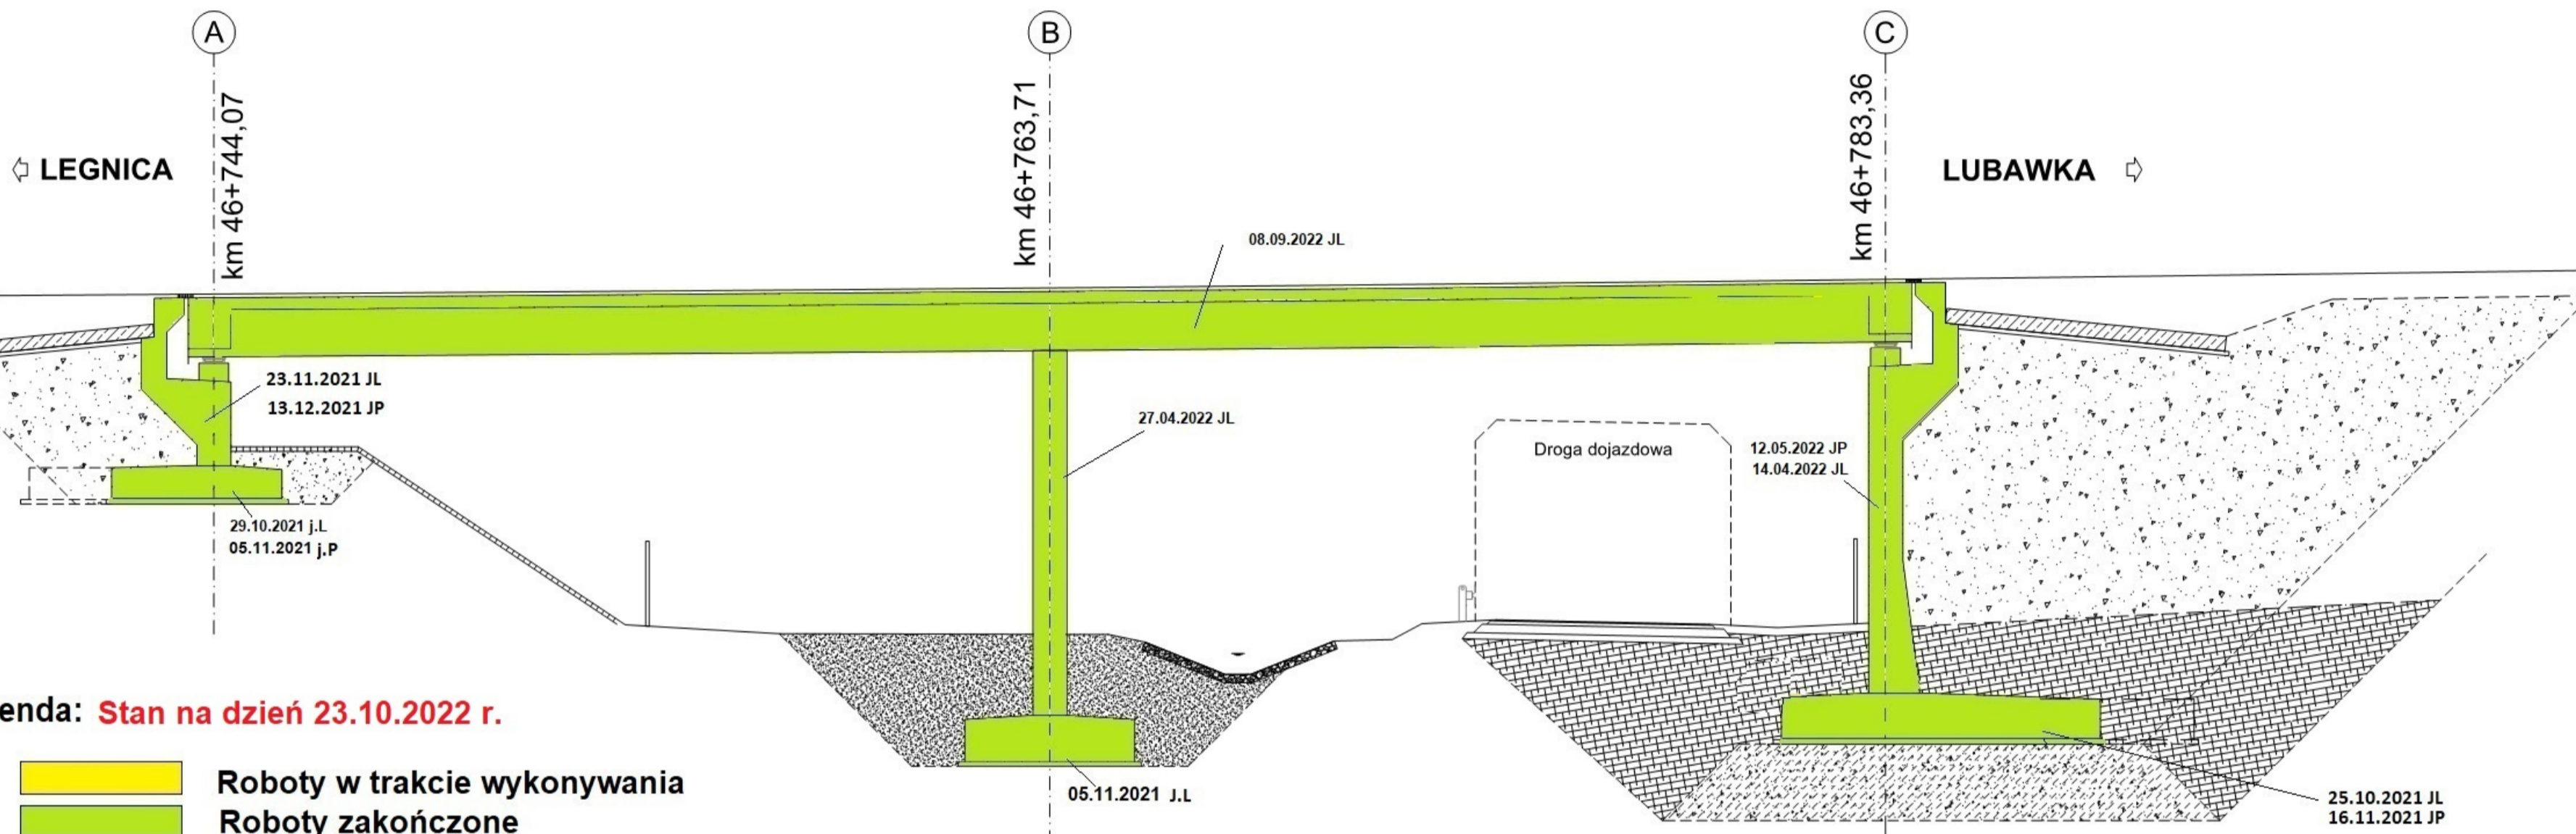 A
B
C
km 46+744,07
km 46+763,71
km 46+783,36
LEGNICA
LUBAWKA
08.09.2022 JL
23.11.2021 JL
13.12.2021 JP
27.04.2022 JL
Droga dojazdowa
12.05.2022 JP
14.04.2022 JL
29.10.2021 j.L
05.11.2021 j.P
enda: Stan na dzień 23.10.2022 r.
Roboty w trakcie wykonywania
Roboty zakończone
05.11.2021 J.L
25.10.2021 JL
16.11.2021 JP